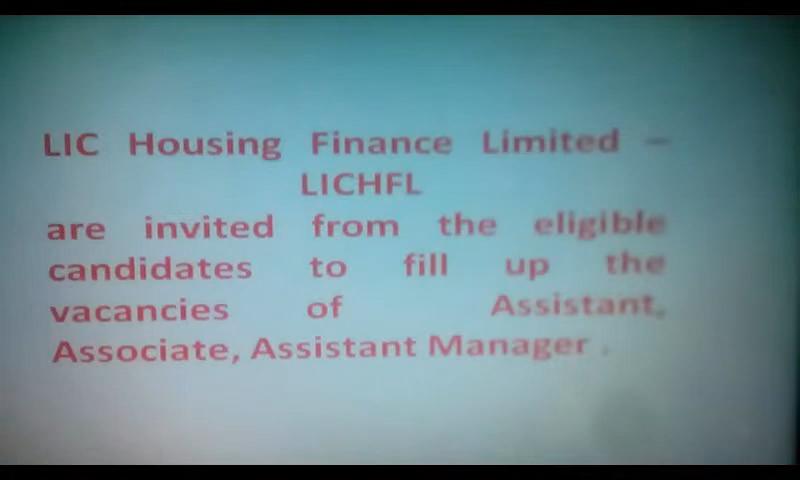 LIC Housing Finance Limited –
LICHFL
are invited from the eligible
candidates to fill up the
vacancies of Assistant,
Associate, Assistant Manager .